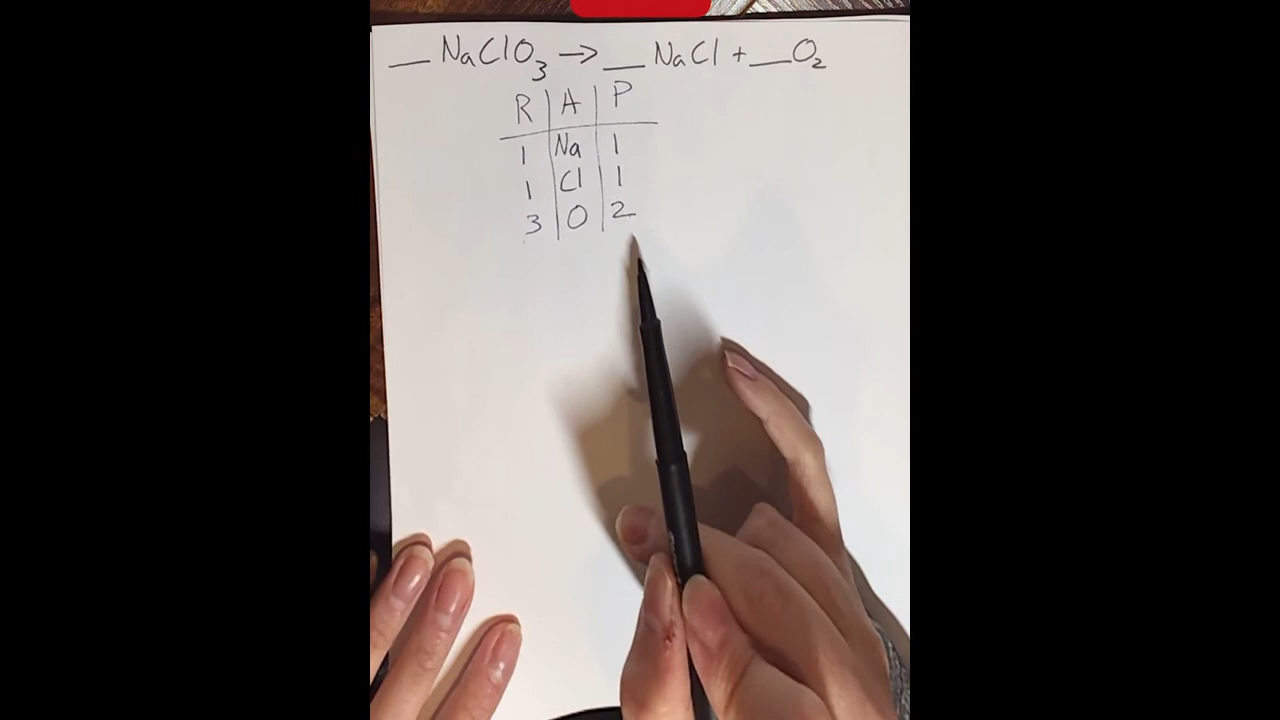 __ NaClO₃ → __ NaCl + __ O₂
R | A | P
1 | Na | 1
1 | Cl | 1
3 | O | 2